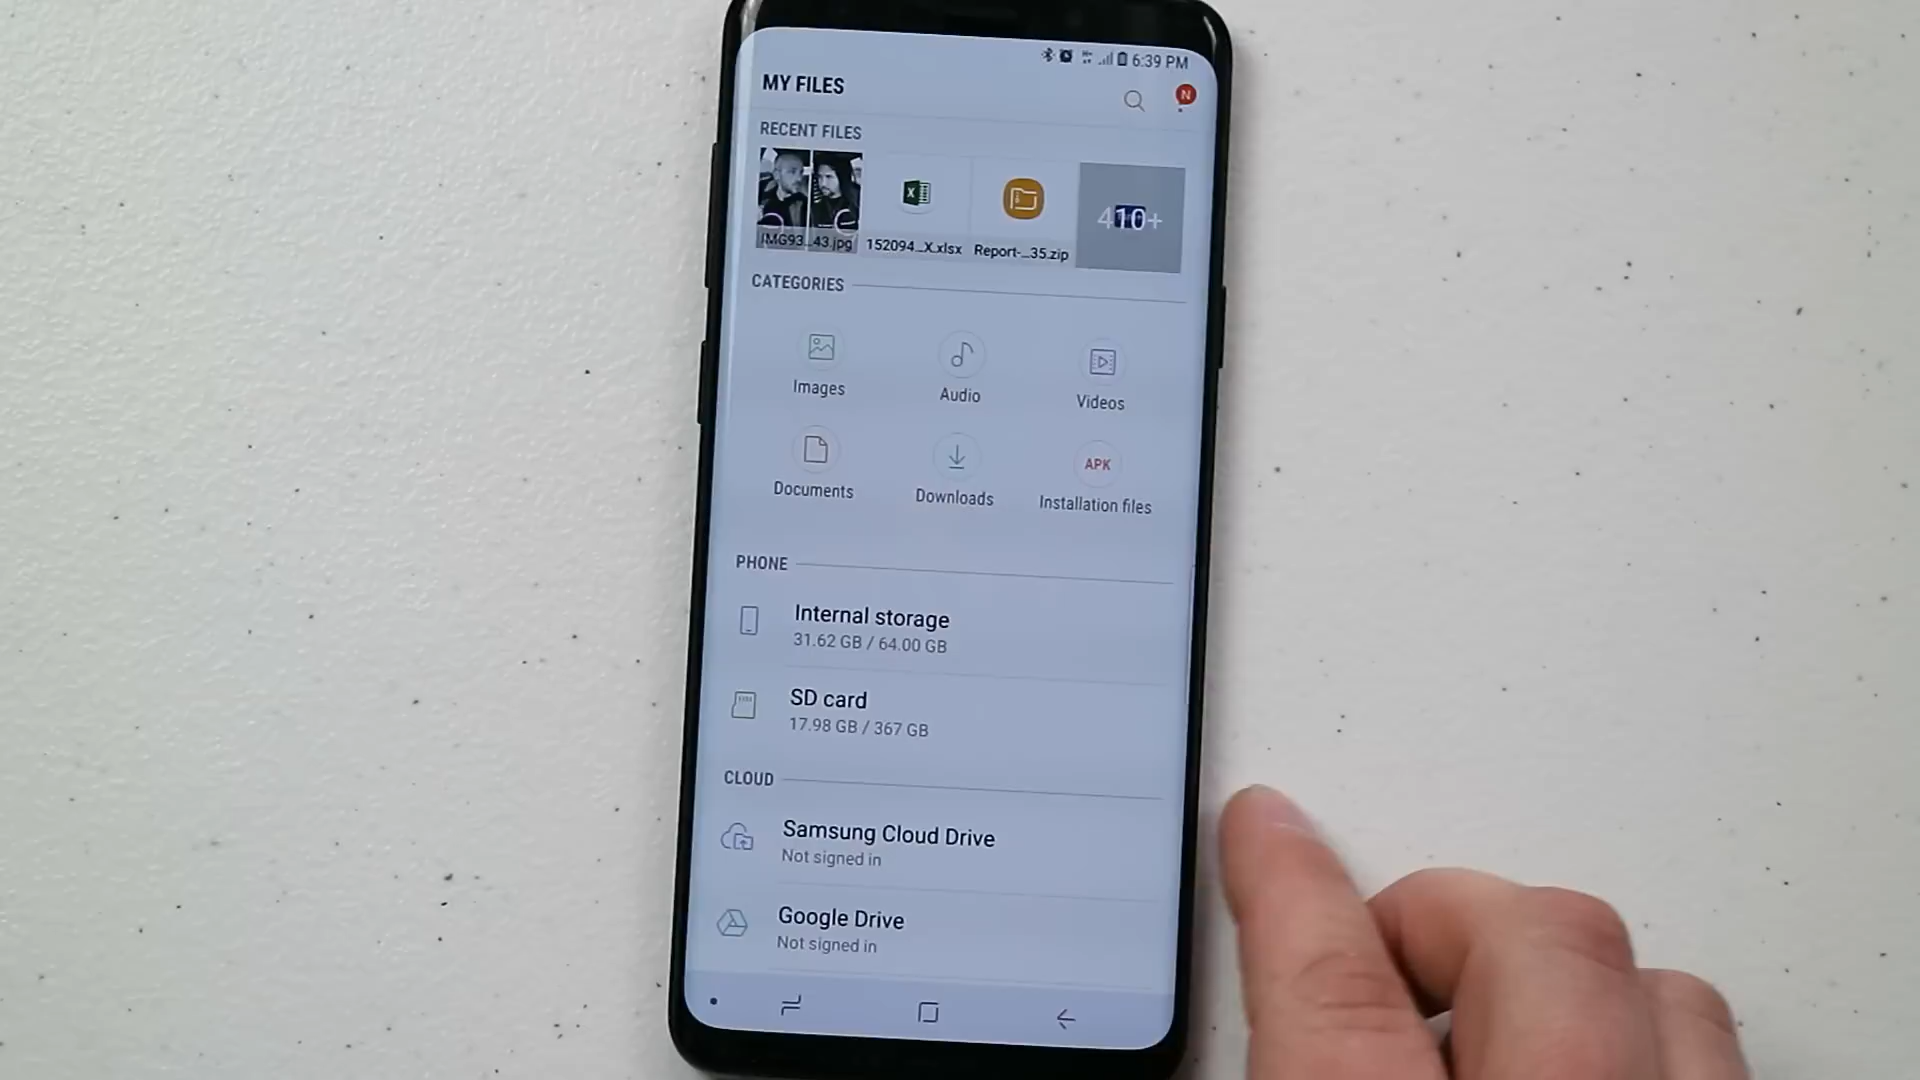 6:39 PM
MY FILES
N
RECENT FILES
IMG93...43.jpg
152094...X.xlsx
Report-...35.zip
410+
CATEGORIES
Images
Audio
Videos
Documents
Downloads
APK
Installation files
PHONE
Internal storage
31.62 GB / 64.00 GB
SD card
17.98 GB / 367 GB
CLOUD
Samsung Cloud Drive
Not signed in
Google Drive
Not signed in